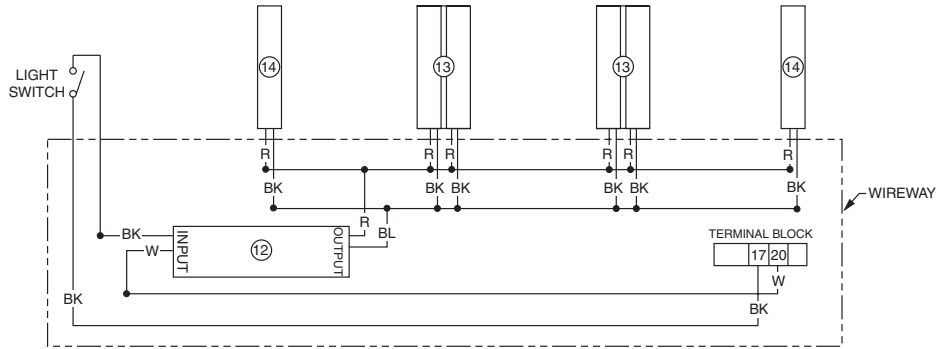 14
13
13
14
LIGHT
SWITCH
R
R
R
R
R
R
BK
BK
BK
BK
BK
BK
WIREWAY
R
BL
TERMINAL BLOCK
BK
W
INPUT
12
OUTPUT
17
20
W
BK
BK